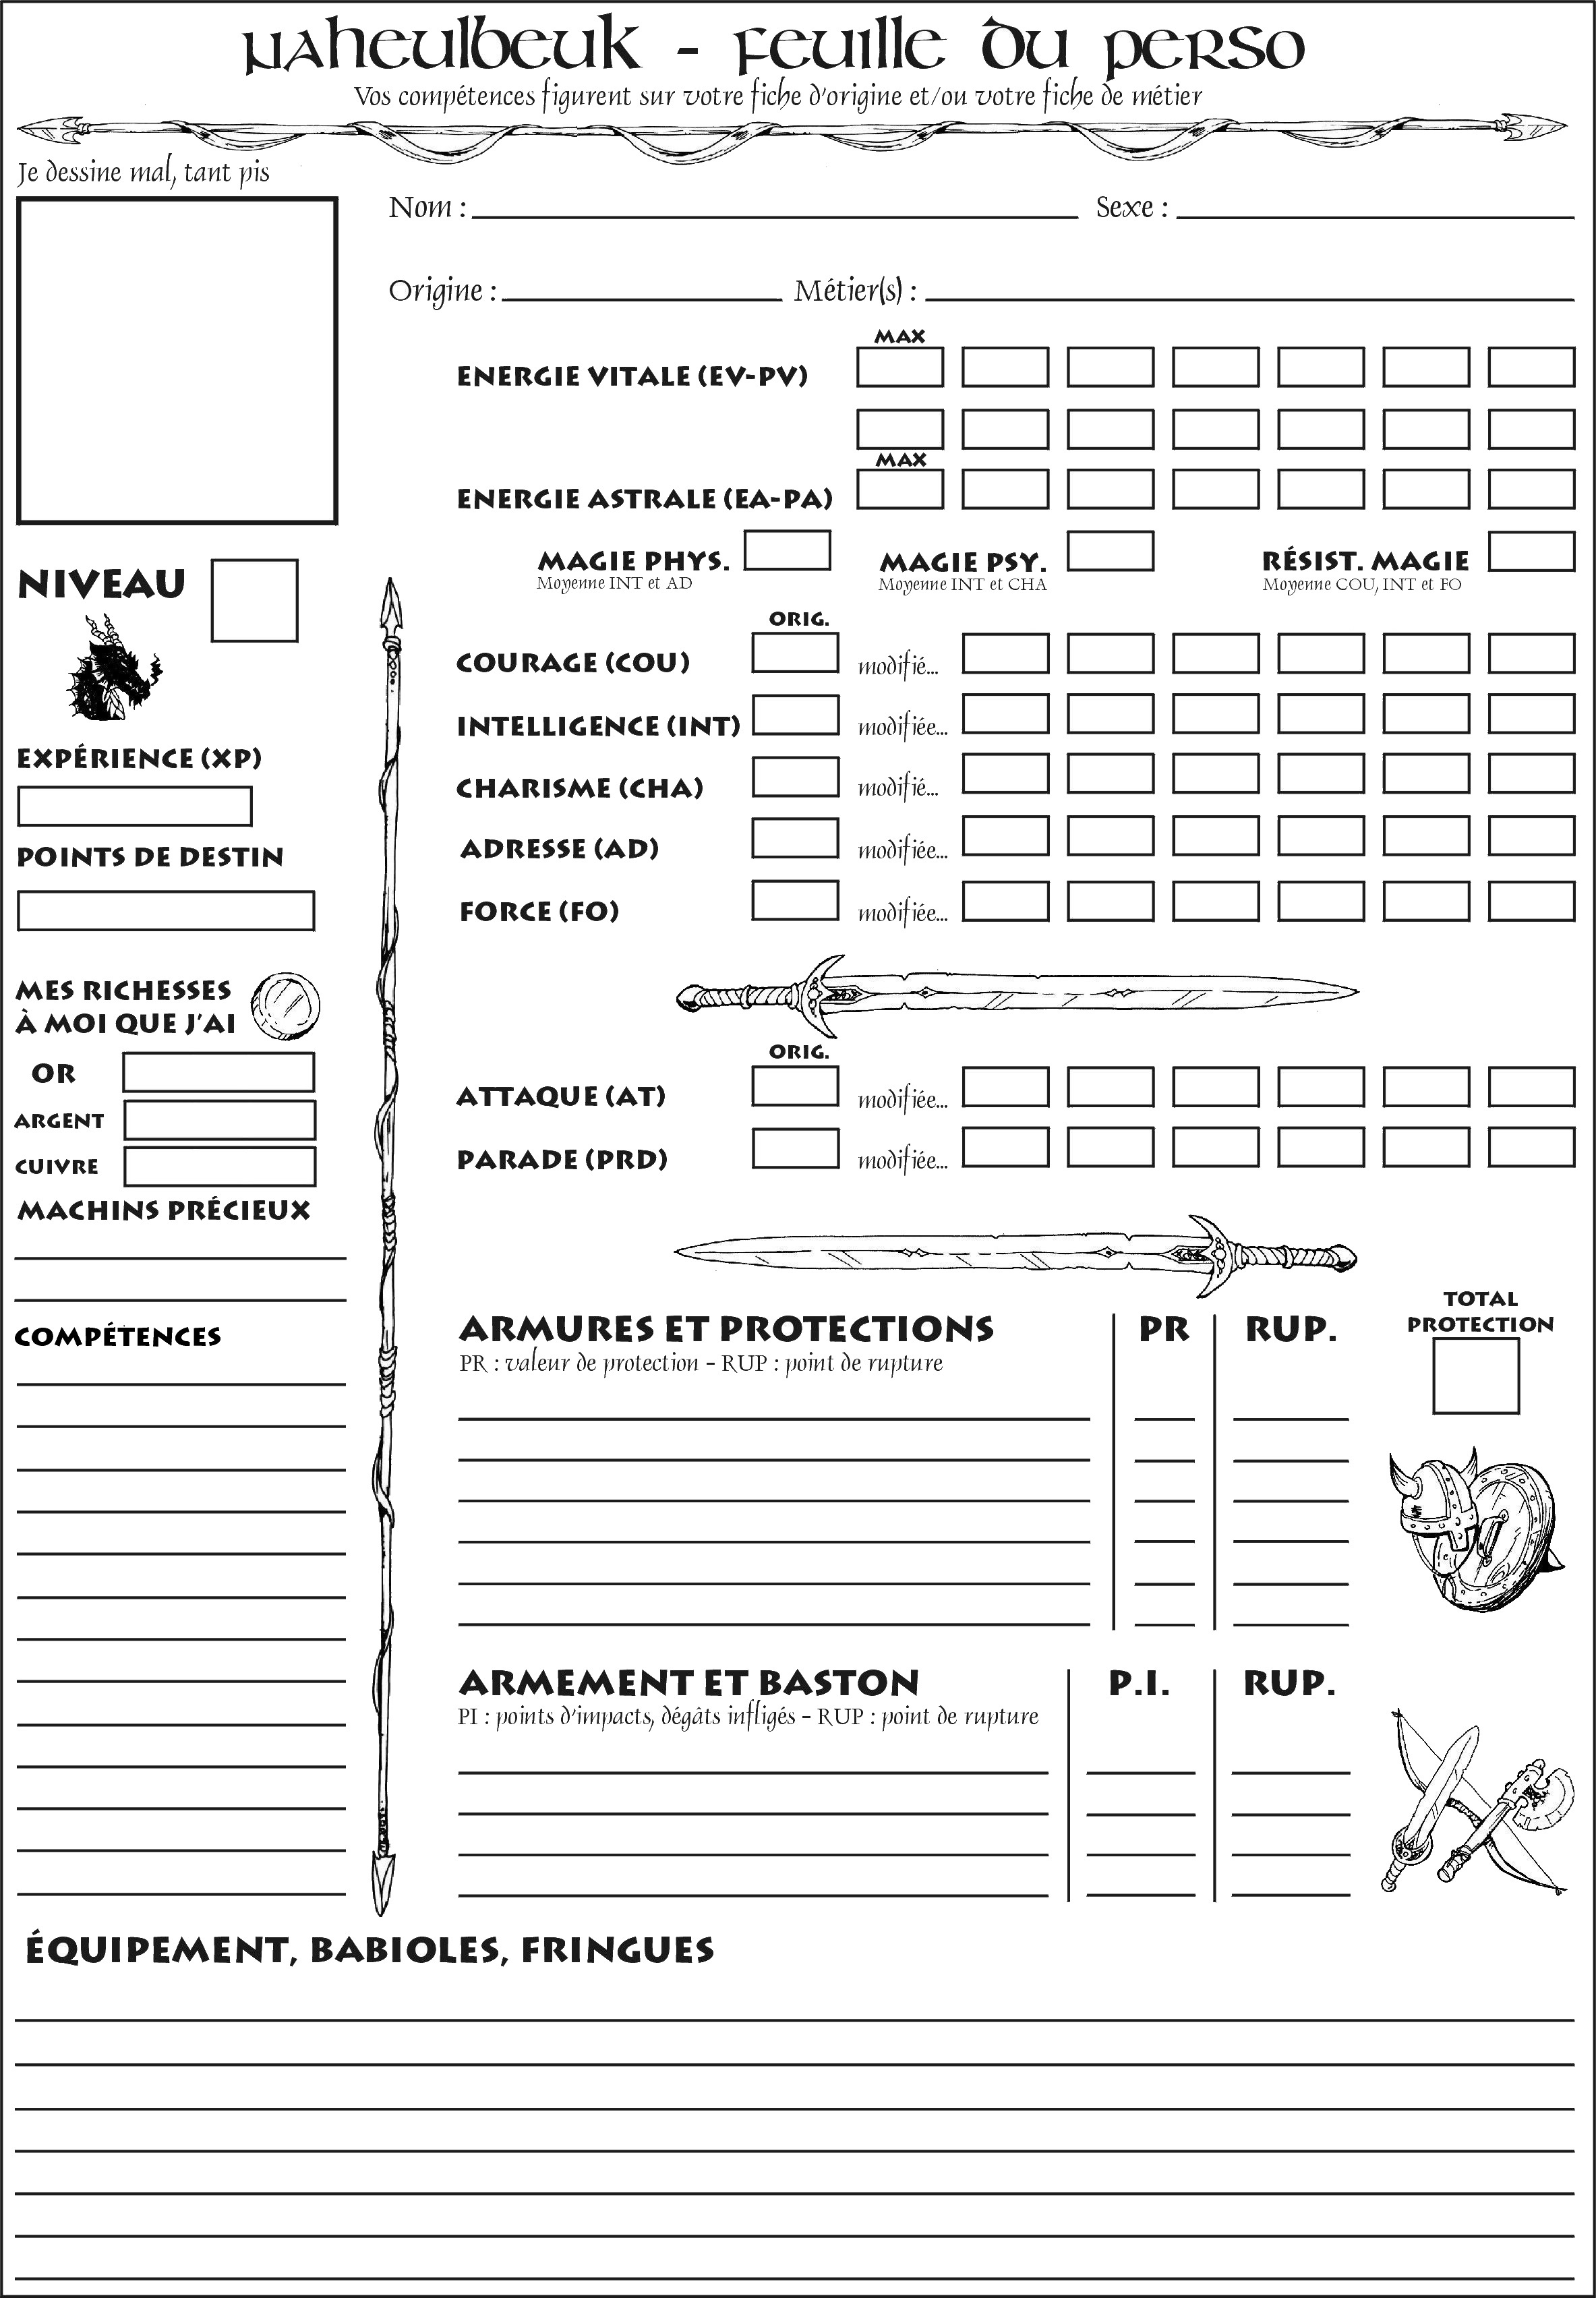 Naheulbeuk - Feuille du perso
Vos compétences figurent sur votre fiche d'origine et/ou votre fiche de métier
Je dessine mal, tant pis
Nom : Sexe :
Origine : Métier(s) :
MAX
ENERGIE VITALE (EV-PV)
MAX
ENERGIE ASTRALE (EA-PA)
MAGIE PHYS. MAGIE PSY. RÉSIST. MAGIE
Moyenne INT et AD Moyenne INT et CHA Moyenne COU, INT et FO
NIVEAU
ORIG.
COURAGE (COU) modifié...
INTELLIGENCE (INT) modifiée...
CHARISME (CHA) modifié...
ADRESSE (AD) modifiée...
FORCE (FO) modifiée...
EXPÉRIENCE (XP)
POINTS DE DESTIN
MES RICHESSES
À MOI QUE J'AI
OR
ARGENT
CUIVRE
MACHINS PRÉCIEUX
COMPÉTENCES
ORIG.
ATTAQUE (AT) modifiée...
PARADE (PRD) modifiée...
ARMURES ET PROTECTIONS PR RUP.
PR : valeur de protection - RUP : point de rupture
TOTAL
PROTECTION
ARMEMENT ET BASTON P.I. RUP.
PI : points d'impacts, dégâts infligés - RUP : point de rupture
ÉQUIPEMENT, BABIOLES, FRINGUES